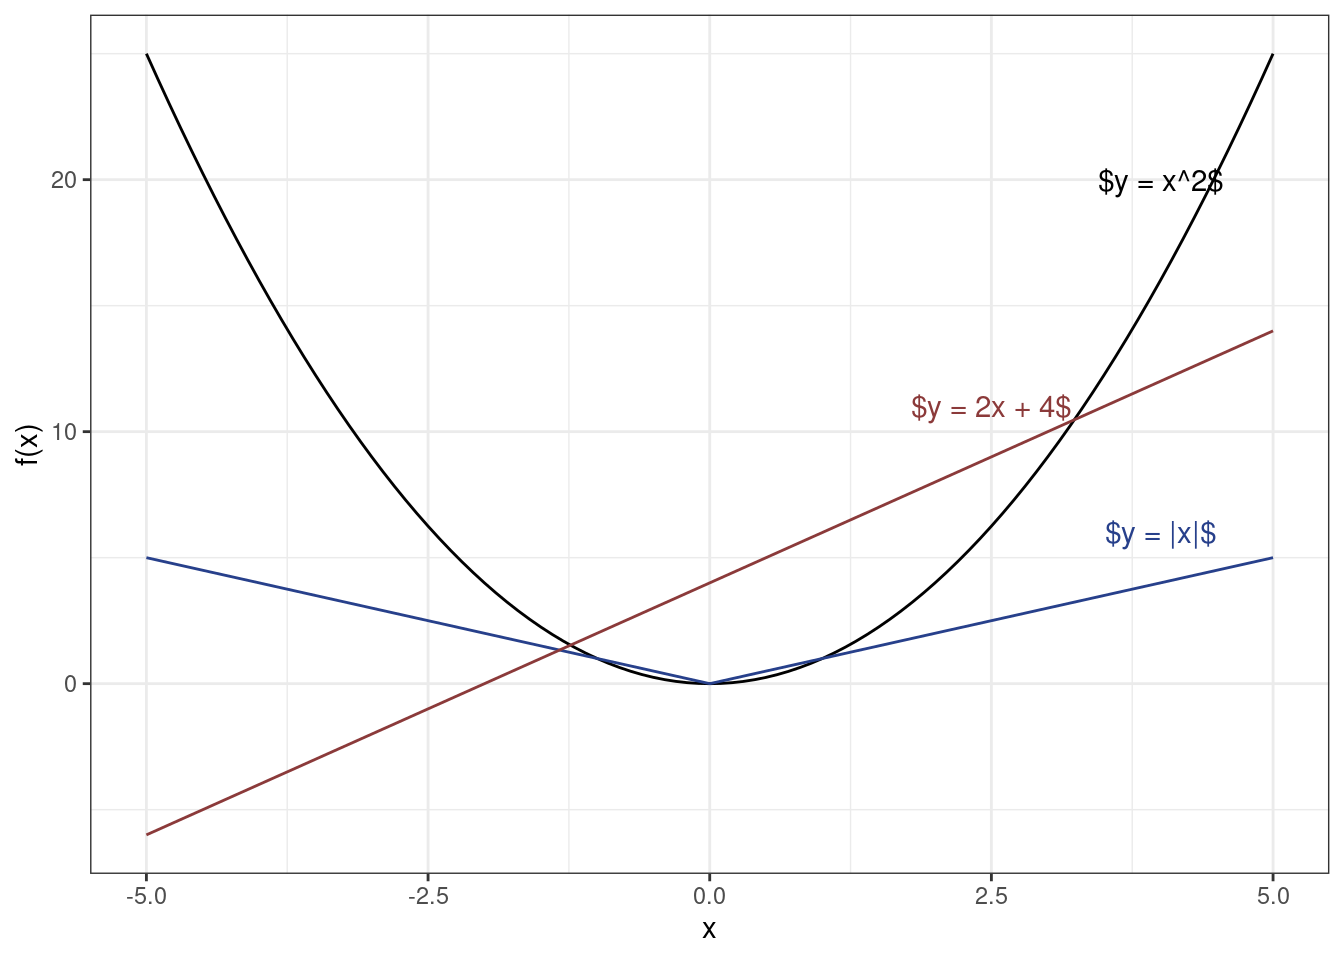 $y = x^2$
20
$y = 2x + 4$
10
f(x)
$y = |x|$
0
-5.0 -2.5 0.0 2.5 5.0
x